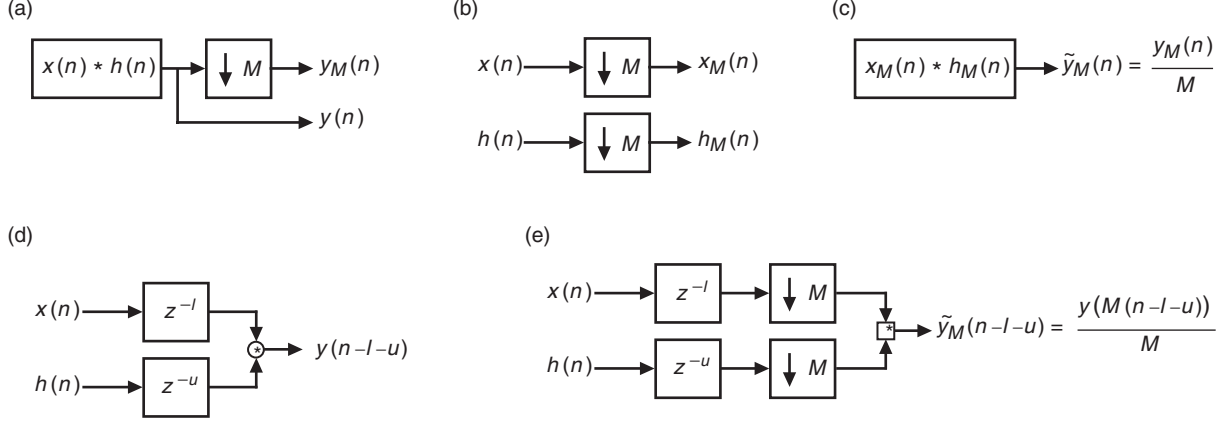 (a)
x(n) * h(n)
↓ M
y_M(n)
y(n)
(b)
x(n)
↓ M
x_M(n)
h(n)
↓ M
h_M(n)
(c)
x_M(n) * h_M(n)
ỹ_M(n) = y_M(n) / M
(d)
x(n)
z^{-l}
h(n)
z^{-u}
*
y(n-l-u)
(e)
x(n)
z^{-l}
↓ M
h(n)
z^{-u}
↓ M
*
ỹ_M(n-l-u) = y(M(n-l-u)) / M